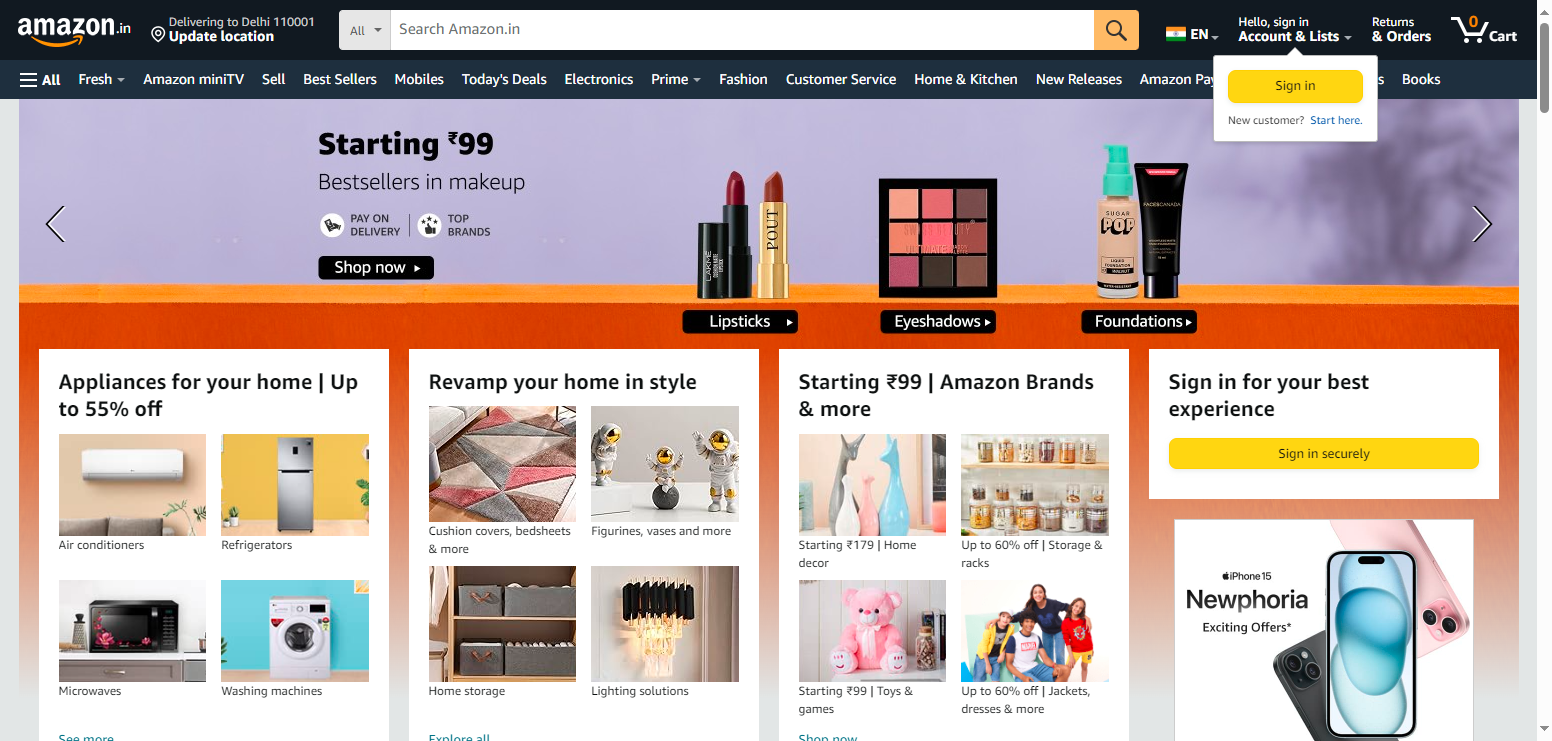 amazon.in
Delivering to Delhi 110001
Update location
All
Search Amazon.in
EN
Hello, sign in
Account & Lists
Returns
& Orders
0
Cart
All
Fresh
Amazon miniTV
Sell
Best Sellers
Mobiles
Today's Deals
Electronics
Prime
Fashion
Customer Service
Home & Kitchen
New Releases
Amazon Pay
s
Books
Sign in
New customer? Start here.
Starting ₹99
Bestsellers in makeup
PAY ON
DELIVERY
TOP
BRANDS
Shop now
LAKMÉ
POUT
SWISS BEAUTY
ULTIMATE
SUGAR
POP
LIQUID
FOUNDATION
FACESCANADA
Lipsticks
Eyeshadows
Foundations
Appliances for your home | Up
to 55% off
Air conditioners
Refrigerators
Microwaves
Washing machines
See more
Revamp your home in style
Cushion covers, bedsheets
& more
Figurines, vases and more
Home storage
Lighting solutions
Explore all
Starting ₹99 | Amazon Brands
& more
Starting ₹179 | Home
decor
Up to 60% off | Storage &
racks
Starting ₹99 | Toys &
games
Up to 60% off | Jackets,
dresses & more
Shop now
Sign in for your best
experience
Sign in securely
iPhone 15
Newphoria
Exciting Offers*